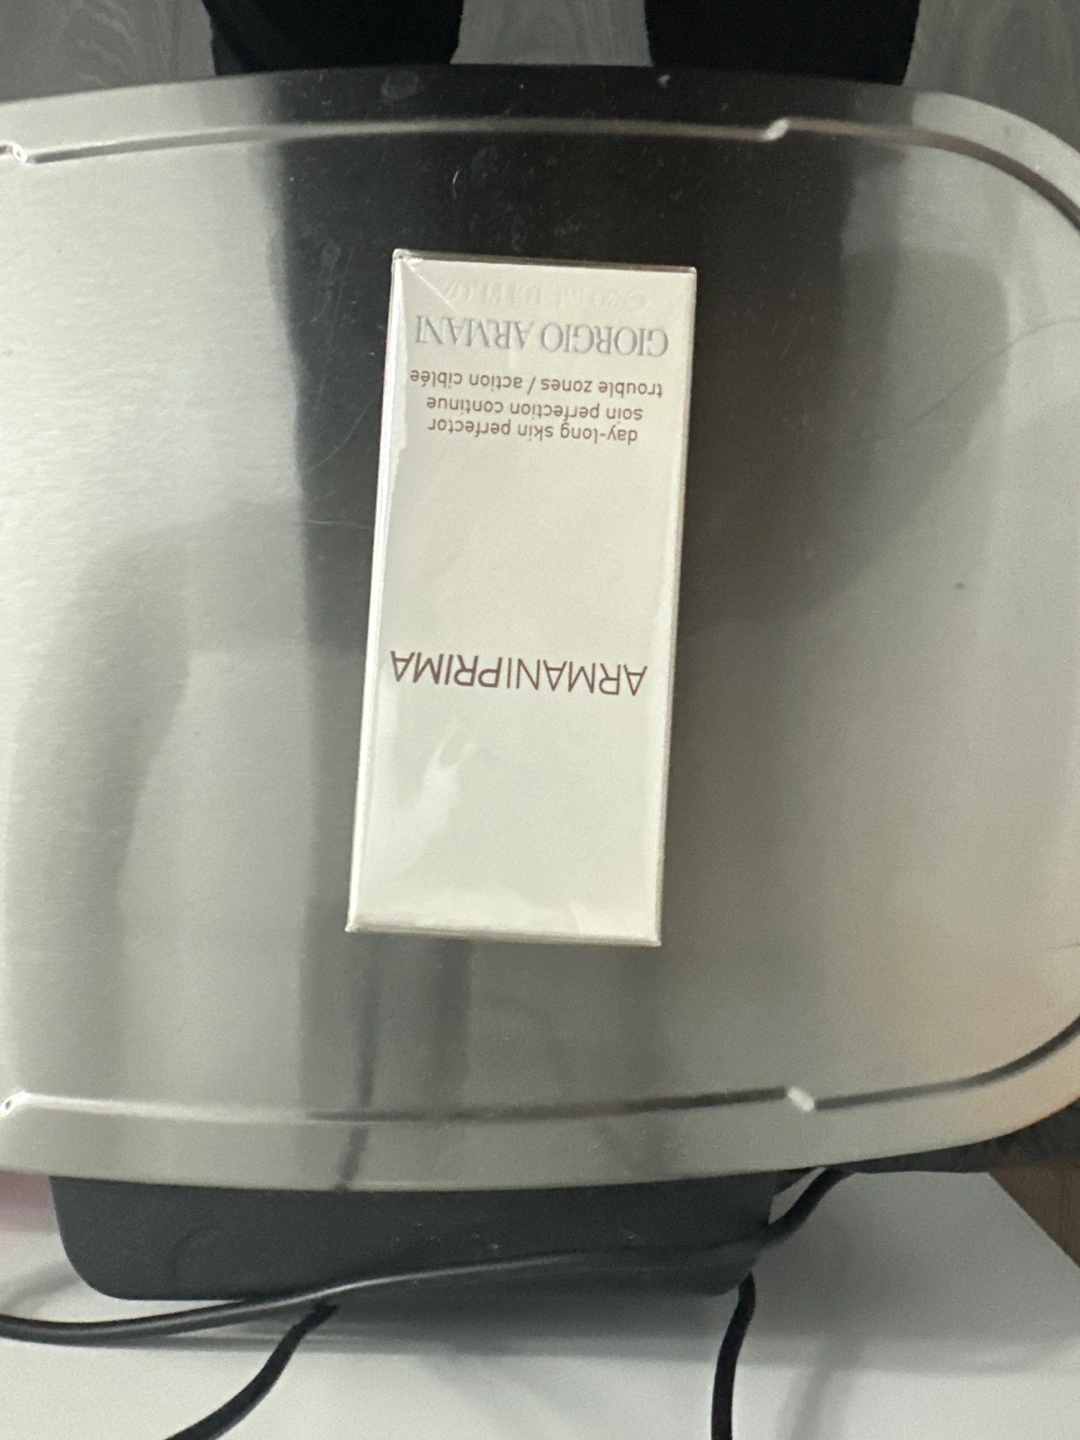 ARMANIPRIMA
day-long skin perfector
soin perfection continue
trouble zones / action ciblée
GIORGIO ARMANI